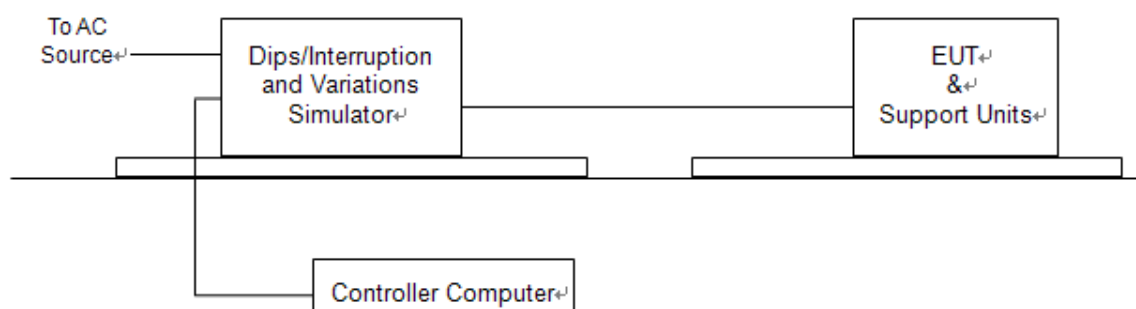 To AC
Source↵
Dips/Interruption
and Variations
Simulator↵
EUT↵
&↵
Support Units↵
Controller Computer↵